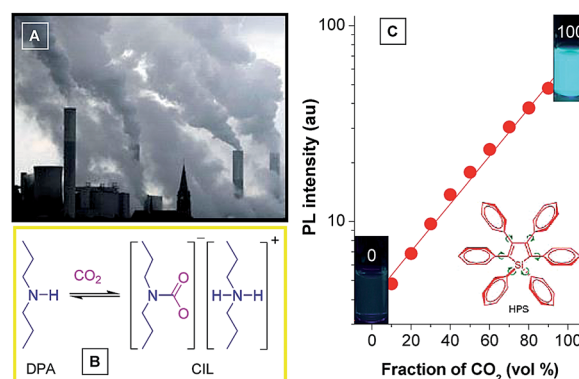 A
CO2
N-H
N
O
O
−
H-N-H
+
DPA
B
CIL
C
PL intensity (au)
100
10
0
100
Si
HPS
0 20 40 60 80 100
Fraction of CO2 (vol %)